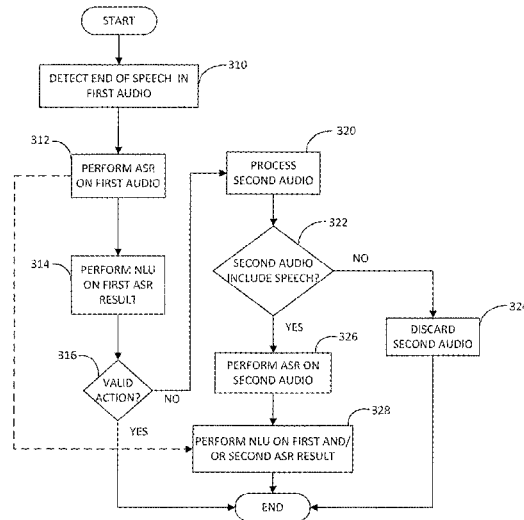 START
310
DETECT END OF SPEECH IN
FIRST AUDIO
312
PERFORM ASR
ON FIRST AUDIO
320
PROCESS
SECOND AUDIO
314
PERFORM NLU
ON FIRST ASR
RESULT
322
SECOND AUDIO
INCLUDE SPEECH?
NO
YES
324
DISCARD
SECOND AUDIO
316
VALID
ACTION?
NO
YES
326
PERFORM ASR ON
SECOND AUDIO
328
PERFORM NLU ON FIRST AND/
OR SECOND ASR RESULT
END